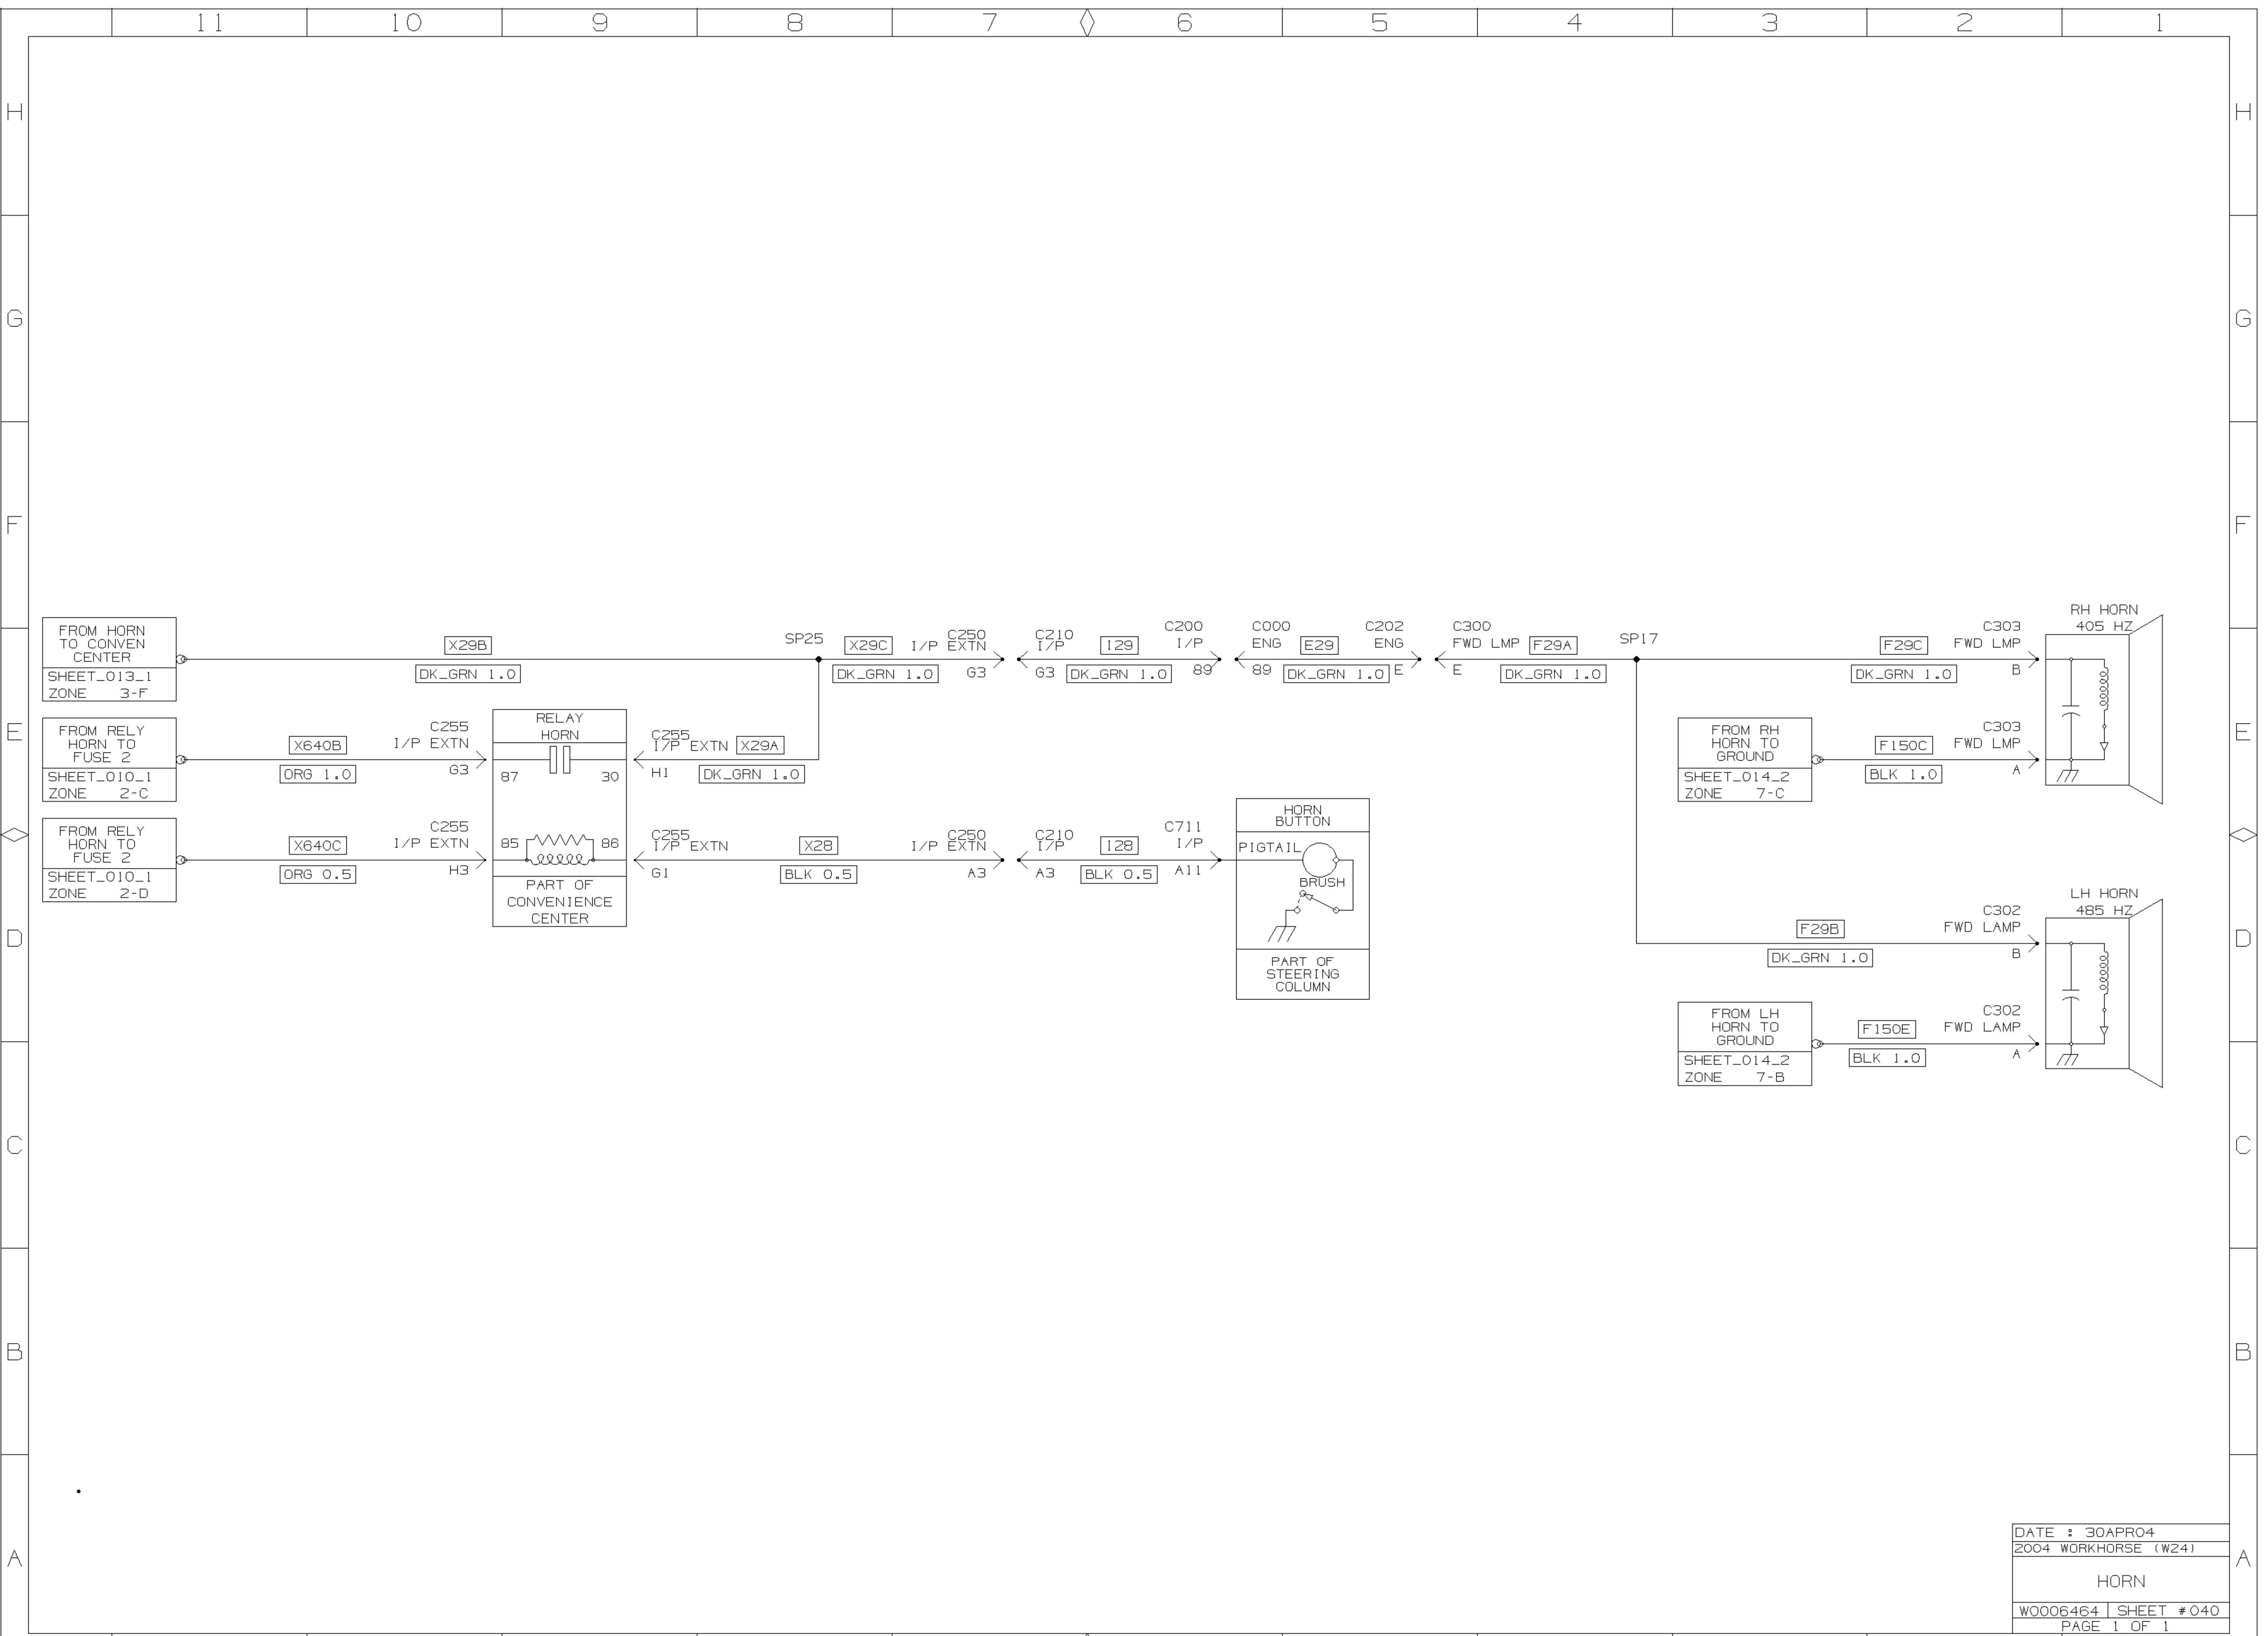 11 10 9 8 7 6 5 4 3 2 1
H H
G G
F F
E E
D D
C C
B B
A A
FROM HORN
TO CONVEN
CENTER
SHEET_013_1
ZONE 3-F
X29B
DK_GRN 1.0
SP25
X29C
DK_GRN 1.0
C250
I/P EXTN
G3
C210
I/P
G3
I29
DK_GRN 1.0
C200
I/P
89
C000
ENG
89
E29
DK_GRN 1.0
C202
ENG
E
C300
FWD LMP
E
F29A
DK_GRN 1.0
SP17
F29C
DK_GRN 1.0
C303
FWD LMP
B
RH HORN
405 HZ
FROM RELY
HORN TO
FUSE 2
SHEET_010_1
ZONE 2-C
X640B
ORG 1.0
C255
I/P EXTN
G3
RELAY
HORN
87 30
C255
I/P EXTN
H1
X29A
DK_GRN 1.0
FROM RH
HORN TO
GROUND
SHEET_014_2
ZONE 7-C
F150C
BLK 1.0
C303
FWD LMP
A
FROM RELY
HORN TO
FUSE 2
SHEET_010_1
ZONE 2-D
X640C
ORG 0.5
C255
I/P EXTN
H3
85 86
PART OF
CONVENIENCE
CENTER
C255
I/P EXTN
G1
X28
BLK 0.5
C250
I/P EXTN
A3
C210
I/P
A3
I28
BLK 0.5
C711
I/P
A11
HORN
BUTTON
PIGTAIL
BRUSH
PART OF
STEERING
COLUMN
F29B
DK_GRN 1.0
C302
FWD LAMP
B
LH HORN
485 HZ
FROM LH
HORN TO
GROUND
SHEET_014_2
ZONE 7-B
F150E
BLK 1.0
C302
FWD LAMP
A
DATE : 30APR04
2004 WORKHORSE (W24)
HORN
W0006464 SHEET #040
PAGE 1 OF 1